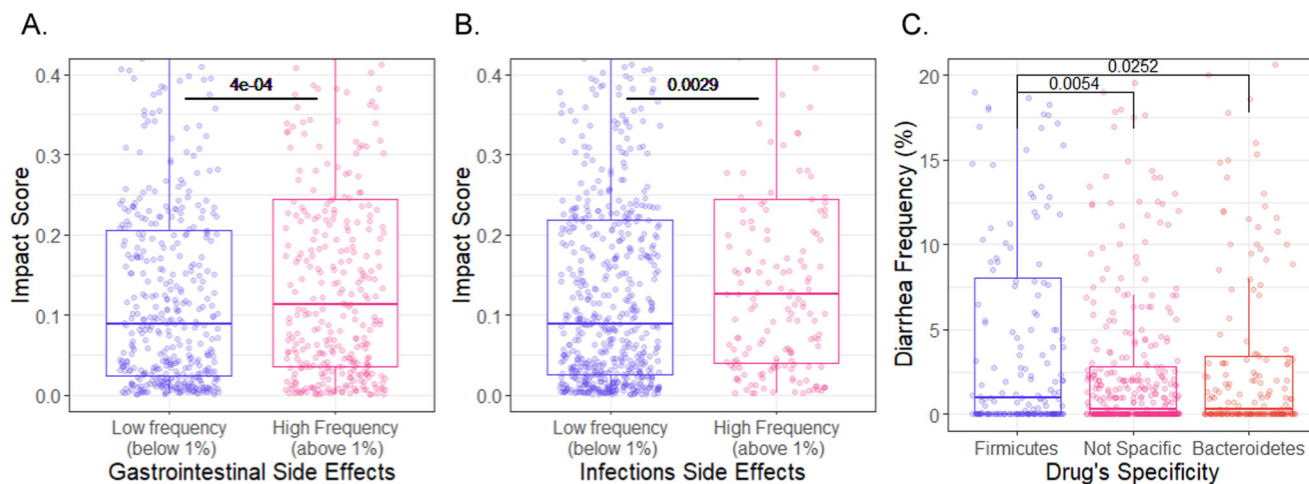 A.
Impact Score
0.4
0.3
0.2
0.1
0.0
4e-04
Low frequency
(below 1%)
High Frequency
(above 1%)
Gastrointestinal Side Effects
B.
Impact Score
0.4
0.3
0.2
0.1
0.0
0.0029
Low frequency
(below 1%)
High Frequency
(above 1%)
Infections Side Effects
C.
Diarrhea Frequency (%)
20
15
10
5
0
0.0252
0.0054
Firmicutes
Not Spacific
Bacteroidetes
Drug's Specificity